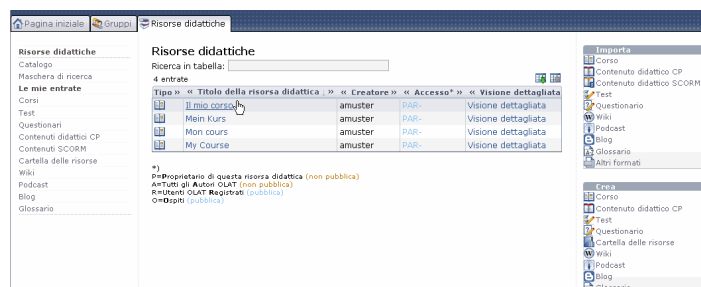 Pagina iniziale Gruppi Risorse didattiche
Risorse didattiche
Catalogo
Maschera di ricerca
Le mie entrate
Corsi
Test
Questionari
Contenuti didattici CP
Contenuti SCORM
Cartella delle risorse
Wiki
Podcast
Blog
Glossario
Risorse didattiche
Ricerca in tabella:
4 entrate
Tipo » « Titolo della risorsa didattica ↓ » « Creatore » « Accesso* » « Visione dettagliata
Il mio corso amuster PAR- Visione dettagliata
Mein Kurs amuster PAR- Visione dettagliata
Mon cours amuster PAR- Visione dettagliata
My Course amuster PAR- Visione dettagliata
*)
P=Proprietario di questa risorsa didattica (non pubblica)
A=Tutti gli Autori OLAT (non pubblica)
R=Utenti OLAT Registrati (pubblica)
O=Ospiti (pubblica)
Importa
Corso
Contenuto didattico CP
Contenuto didattico SCORM
Test
Questionario
Wiki
Podcast
Blog
Glossario
Altri formati
Crea
Corso
Contenuto didattico CP
Test
Questionario
Cartella delle risorse
Wiki
Podcast
Blog
Glossario